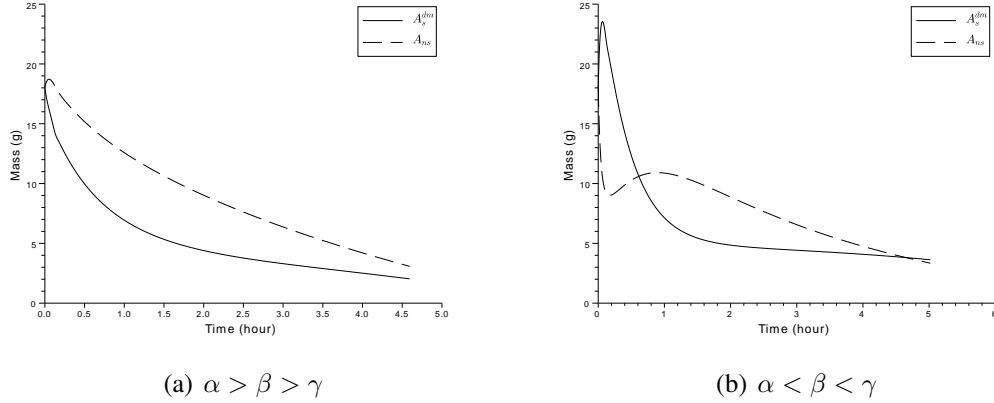 25
20
15
10
5
0
Mass (g)
0.0 0.5 1.0 1.5 2.0 2.5 3.0 3.5 4.0 4.5 5.0
Time (hour)
A_s^{dm}
A_{ns}
(a) α > β > γ
25
20
15
10
5
0
Mass (g)
0 1 2 3 4 5 6
Time (hour)
A_s^{dm}
A_{ns}
(b) α < β < γ